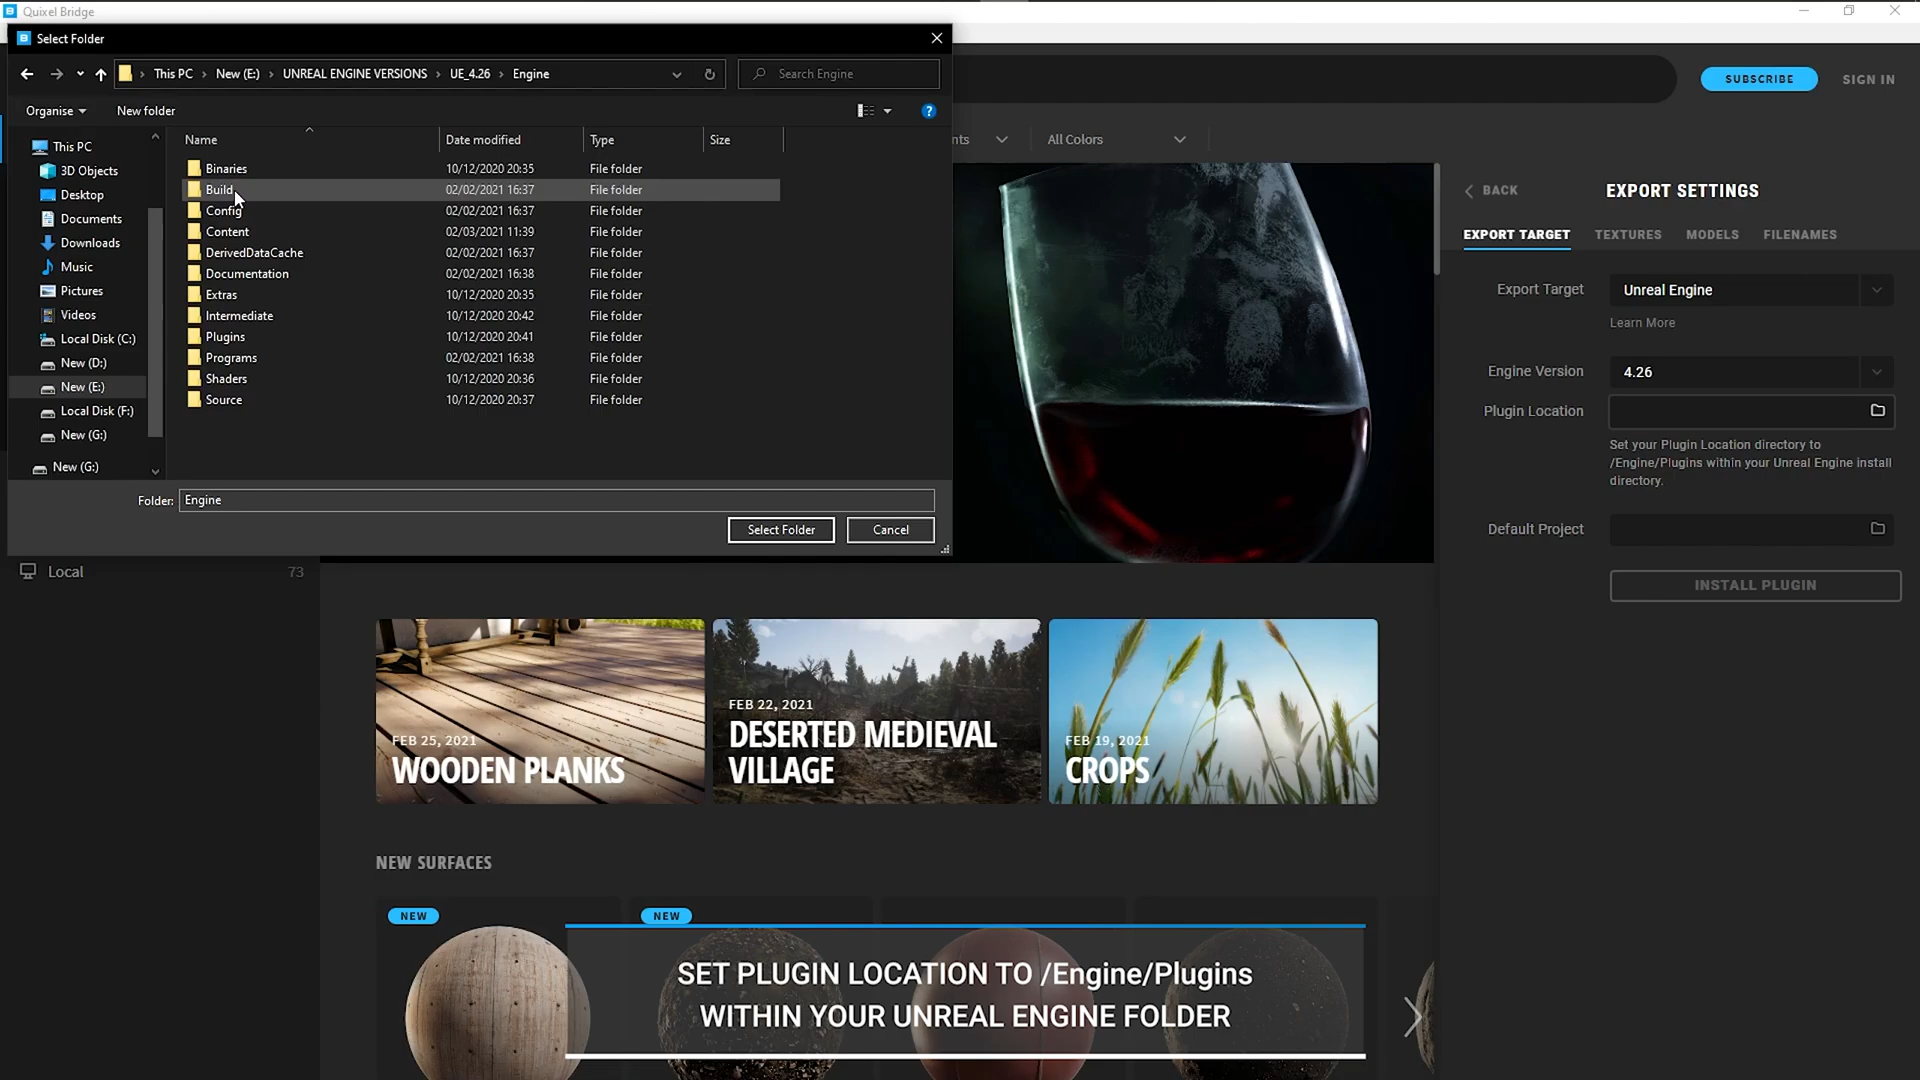 Quixel Bridge
Select Folder
This PC › New (E:) › UNREAL ENGINE VERSIONS › UE_4.26 › Engine
Search Engine
Organise
New folder
This PC
3D Objects
Desktop
Documents
Downloads
Music
Pictures
Videos
Local Disk (C:)
New (D:)
New (E:)
Local Disk (F:)
New (G:)
New (G:)
Name Date modified Type Size
Binaries 10/12/2020 20:35 File folder
Build 02/02/2021 16:37 File folder
Config 02/02/2021 16:37 File folder
Content 02/03/2021 11:39 File folder
DerivedDataCache 02/02/2021 16:37 File folder
Documentation 02/02/2021 16:38 File folder
Extras 10/12/2020 20:35 File folder
Intermediate 10/12/2020 20:42 File folder
Plugins 10/12/2020 20:41 File folder
Programs 02/02/2021 16:38 File folder
Shaders 10/12/2020 20:36 File folder
Source 10/12/2020 20:37 File folder
Folder: Engine
Select Folder
Cancel
SUBSCRIBE
SIGN IN
nts
All Colors
BACK
EXPORT SETTINGS
EXPORT TARGET TEXTURES MODELS FILENAMES
Export Target Unreal Engine
Learn More
Engine Version 4.26
Plugin Location
Set your Plugin Location directory to
/Engine/Plugins within your Unreal Engine install
directory.
Default Project
INSTALL PLUGIN
Local 73
FEB 25, 2021
WOODEN PLANKS
FEB 22, 2021
DESERTED MEDIEVAL
VILLAGE
FEB 19, 2021
CROPS
NEW SURFACES
NEW
NEW
SET PLUGIN LOCATION TO /Engine/Plugins
WITHIN YOUR UNREAL ENGINE FOLDER